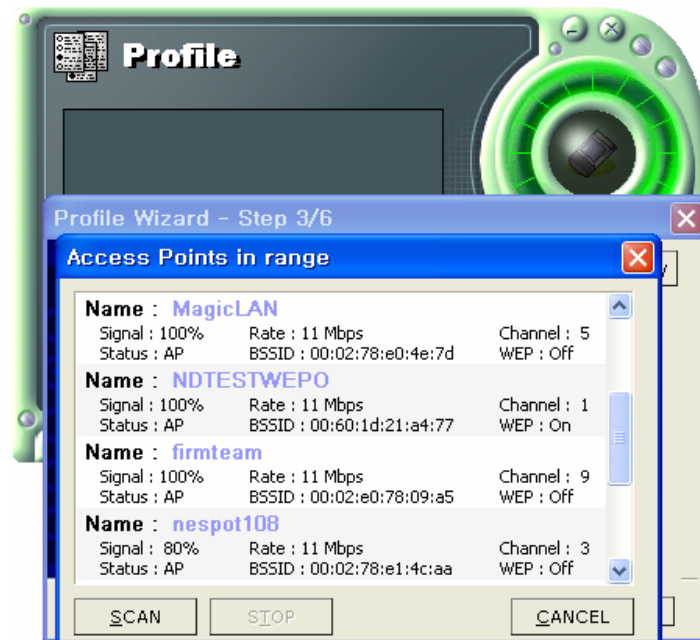 Profile
Profile Wizard - Step 3/6
Access Points in range
Name : MagicLAN
Signal : 100% Rate : 11 Mbps Channel : 5
Status : AP BSSID : 00:02:78:e0:4e:7d WEP : Off
Name : NDTESTWEPO
Signal : 100% Rate : 11 Mbps Channel : 1
Status : AP BSSID : 00:60:1d:21:a4:77 WEP : On
Name : firmteam
Signal : 100% Rate : 11 Mbps Channel : 9
Status : AP BSSID : 00:02:e0:78:09:a5 WEP : Off
Name : nespot108
Signal : 80% Rate : 11 Mbps Channel : 3
Status : AP BSSID : 00:02:78:e1:4c:aa WEP : Off
SCAN STOP CANCEL